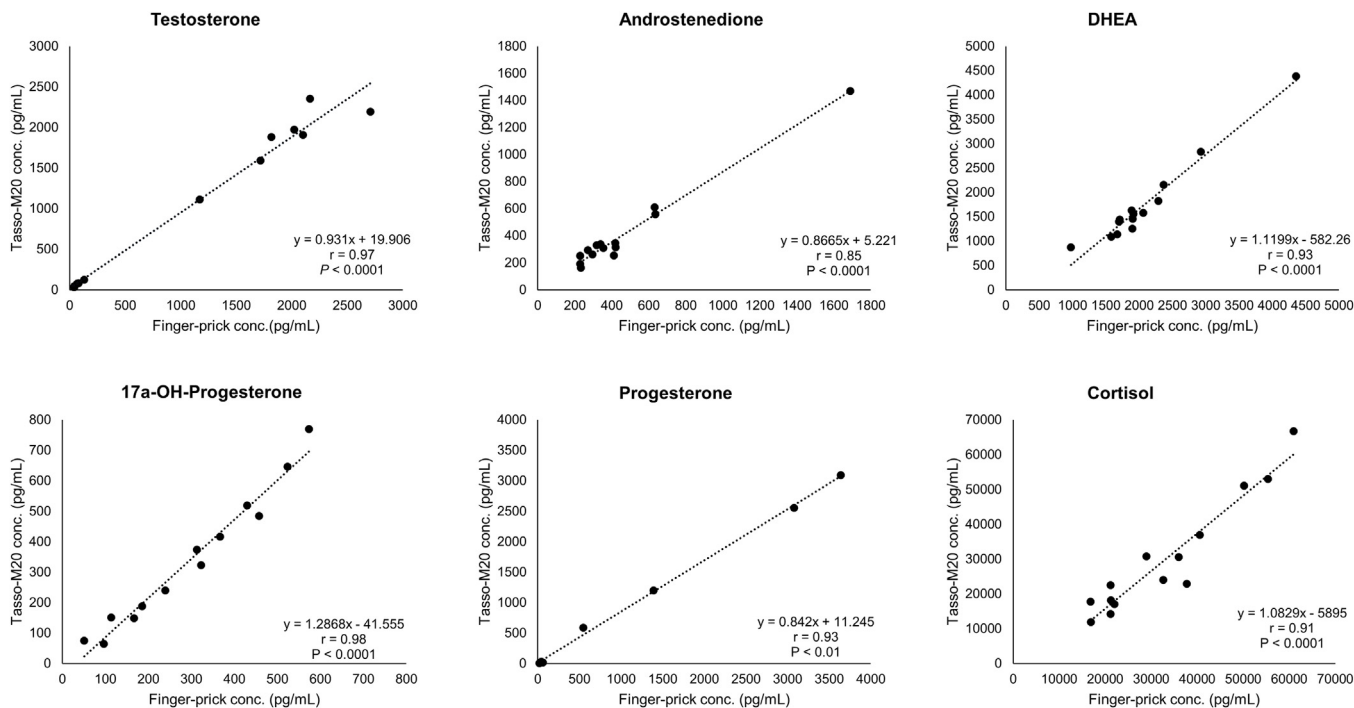 Testosterone
Tasso-M20 conc. (pg/mL)
3000
2500
2000
1500
1000
500
0
y = 0.931x + 19.906
r = 0.97
P < 0.0001
0 500 1000 1500 2000 2500 3000
Finger-prick conc.(pg/mL)
Androstenedione
Tasso-M20 conc. (pg/mL)
1800
1600
1400
1200
1000
800
600
400
200
0
y = 0.8665x + 5.221
r = 0.85
P < 0.0001
0 200 400 600 800 1000 1200 1400 1600 1800
Finger-prick conc. (pg/mL)
DHEA
Tasso-M20 conc. (pg/mL)
5000
4500
4000
3500
3000
2500
2000
1500
1000
500
0
y = 1.1199x - 582.26
r = 0.93
P < 0.0001
0 500 1000 1500 2000 2500 3000 3500 4000 4500 5000
Finger-prick conc. (pg/mL)
17a-OH-Progesterone
Tasso-M20 conc. (pg/mL)
800
700
600
500
400
300
200
100
0
y = 1.2868x - 41.555
r = 0.98
P < 0.0001
0 100 200 300 400 500 600 700 800
Finger-prick conc. (pg/mL)
Progesterone
Tasso-M20 conc. (pg/mL)
4000
3500
3000
2500
2000
1500
1000
500
0
y = 0.842x + 11.245
r = 0.93
P < 0.01
0 500 1000 1500 2000 2500 3000 3500 4000
Finger-prick conc. (pg/mL)
Cortisol
Tasso-M20 conc. (pg/mL)
70000
60000
50000
40000
30000
20000
10000
0
y = 1.0829x - 5895
r = 0.91
P < 0.0001
0 10000 20000 30000 40000 50000 60000 70000
Finger-prick conc. (pg/mL)